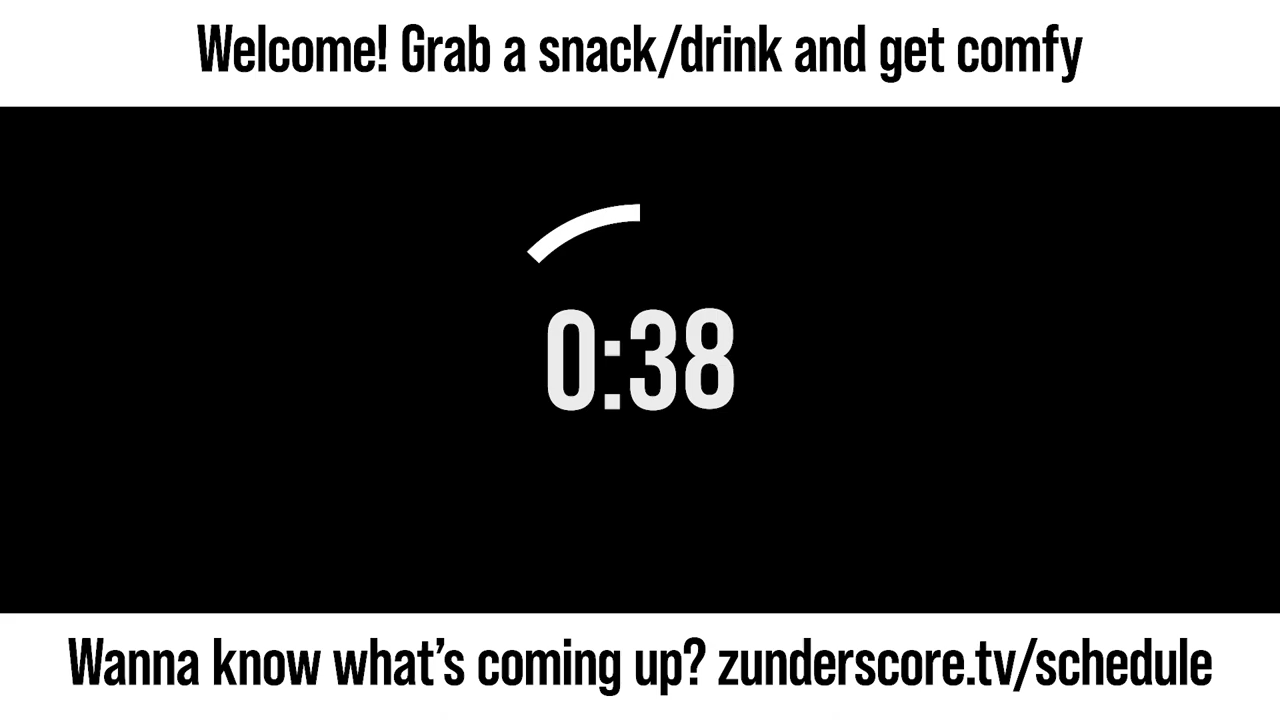 Welcome! Grab a snack/drink and get comfy
0:38
Wanna know what’s coming up? zunderscore.tv/schedule